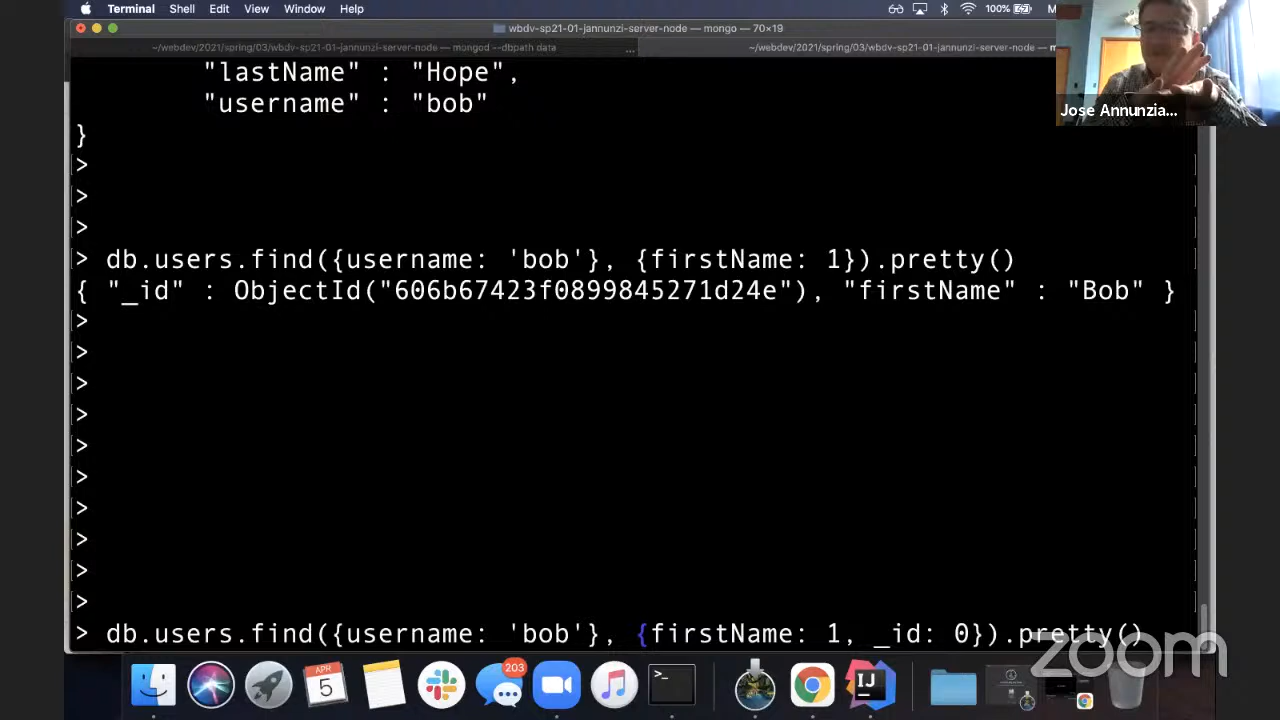 Terminal Shell Edit View Window Help 100%
wbdv-sp21-01-jannunzi-server-node — mongo — 70×19
~/webdev/2021/spring/03/wbdv-sp21-01-jannunzi-server-node — mongod --dbpath data ... ~/webdev/2021/spring/03/wbdv-sp21-01-jannunzi-server-node — m
Jose Annunzia...
"lastName" : "Hope",
"username" : "bob"
}
>
>
>
> db.users.find({username: 'bob'}, {firstName: 1}).pretty()
{ "_id" : ObjectId("606b67423f0899845271d24e"), "firstName" : "Bob" }
>
>
>
>
>
>
>
>
>
>
> db.users.find({username: 'bob'}, {firstName: 1, _id: 0}).pretty()
zoom
APR
5
203
>_
IJ